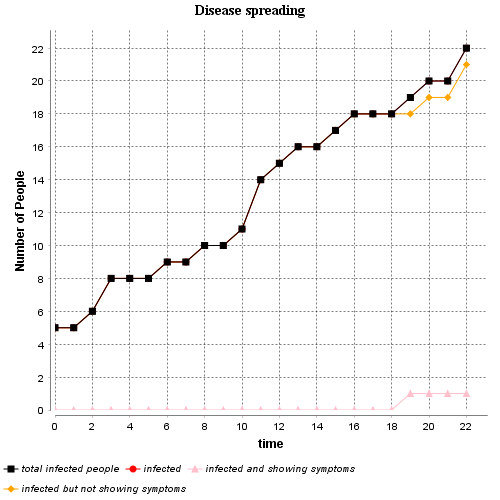 Disease spreading
Number of People
22
20
18
16
14
12
10
8
6
4
2
0
0 2 4 6 8 10 12 14 16 18 20 22
time
total infected people infected infected and showing symptoms
infected but not showing symptoms